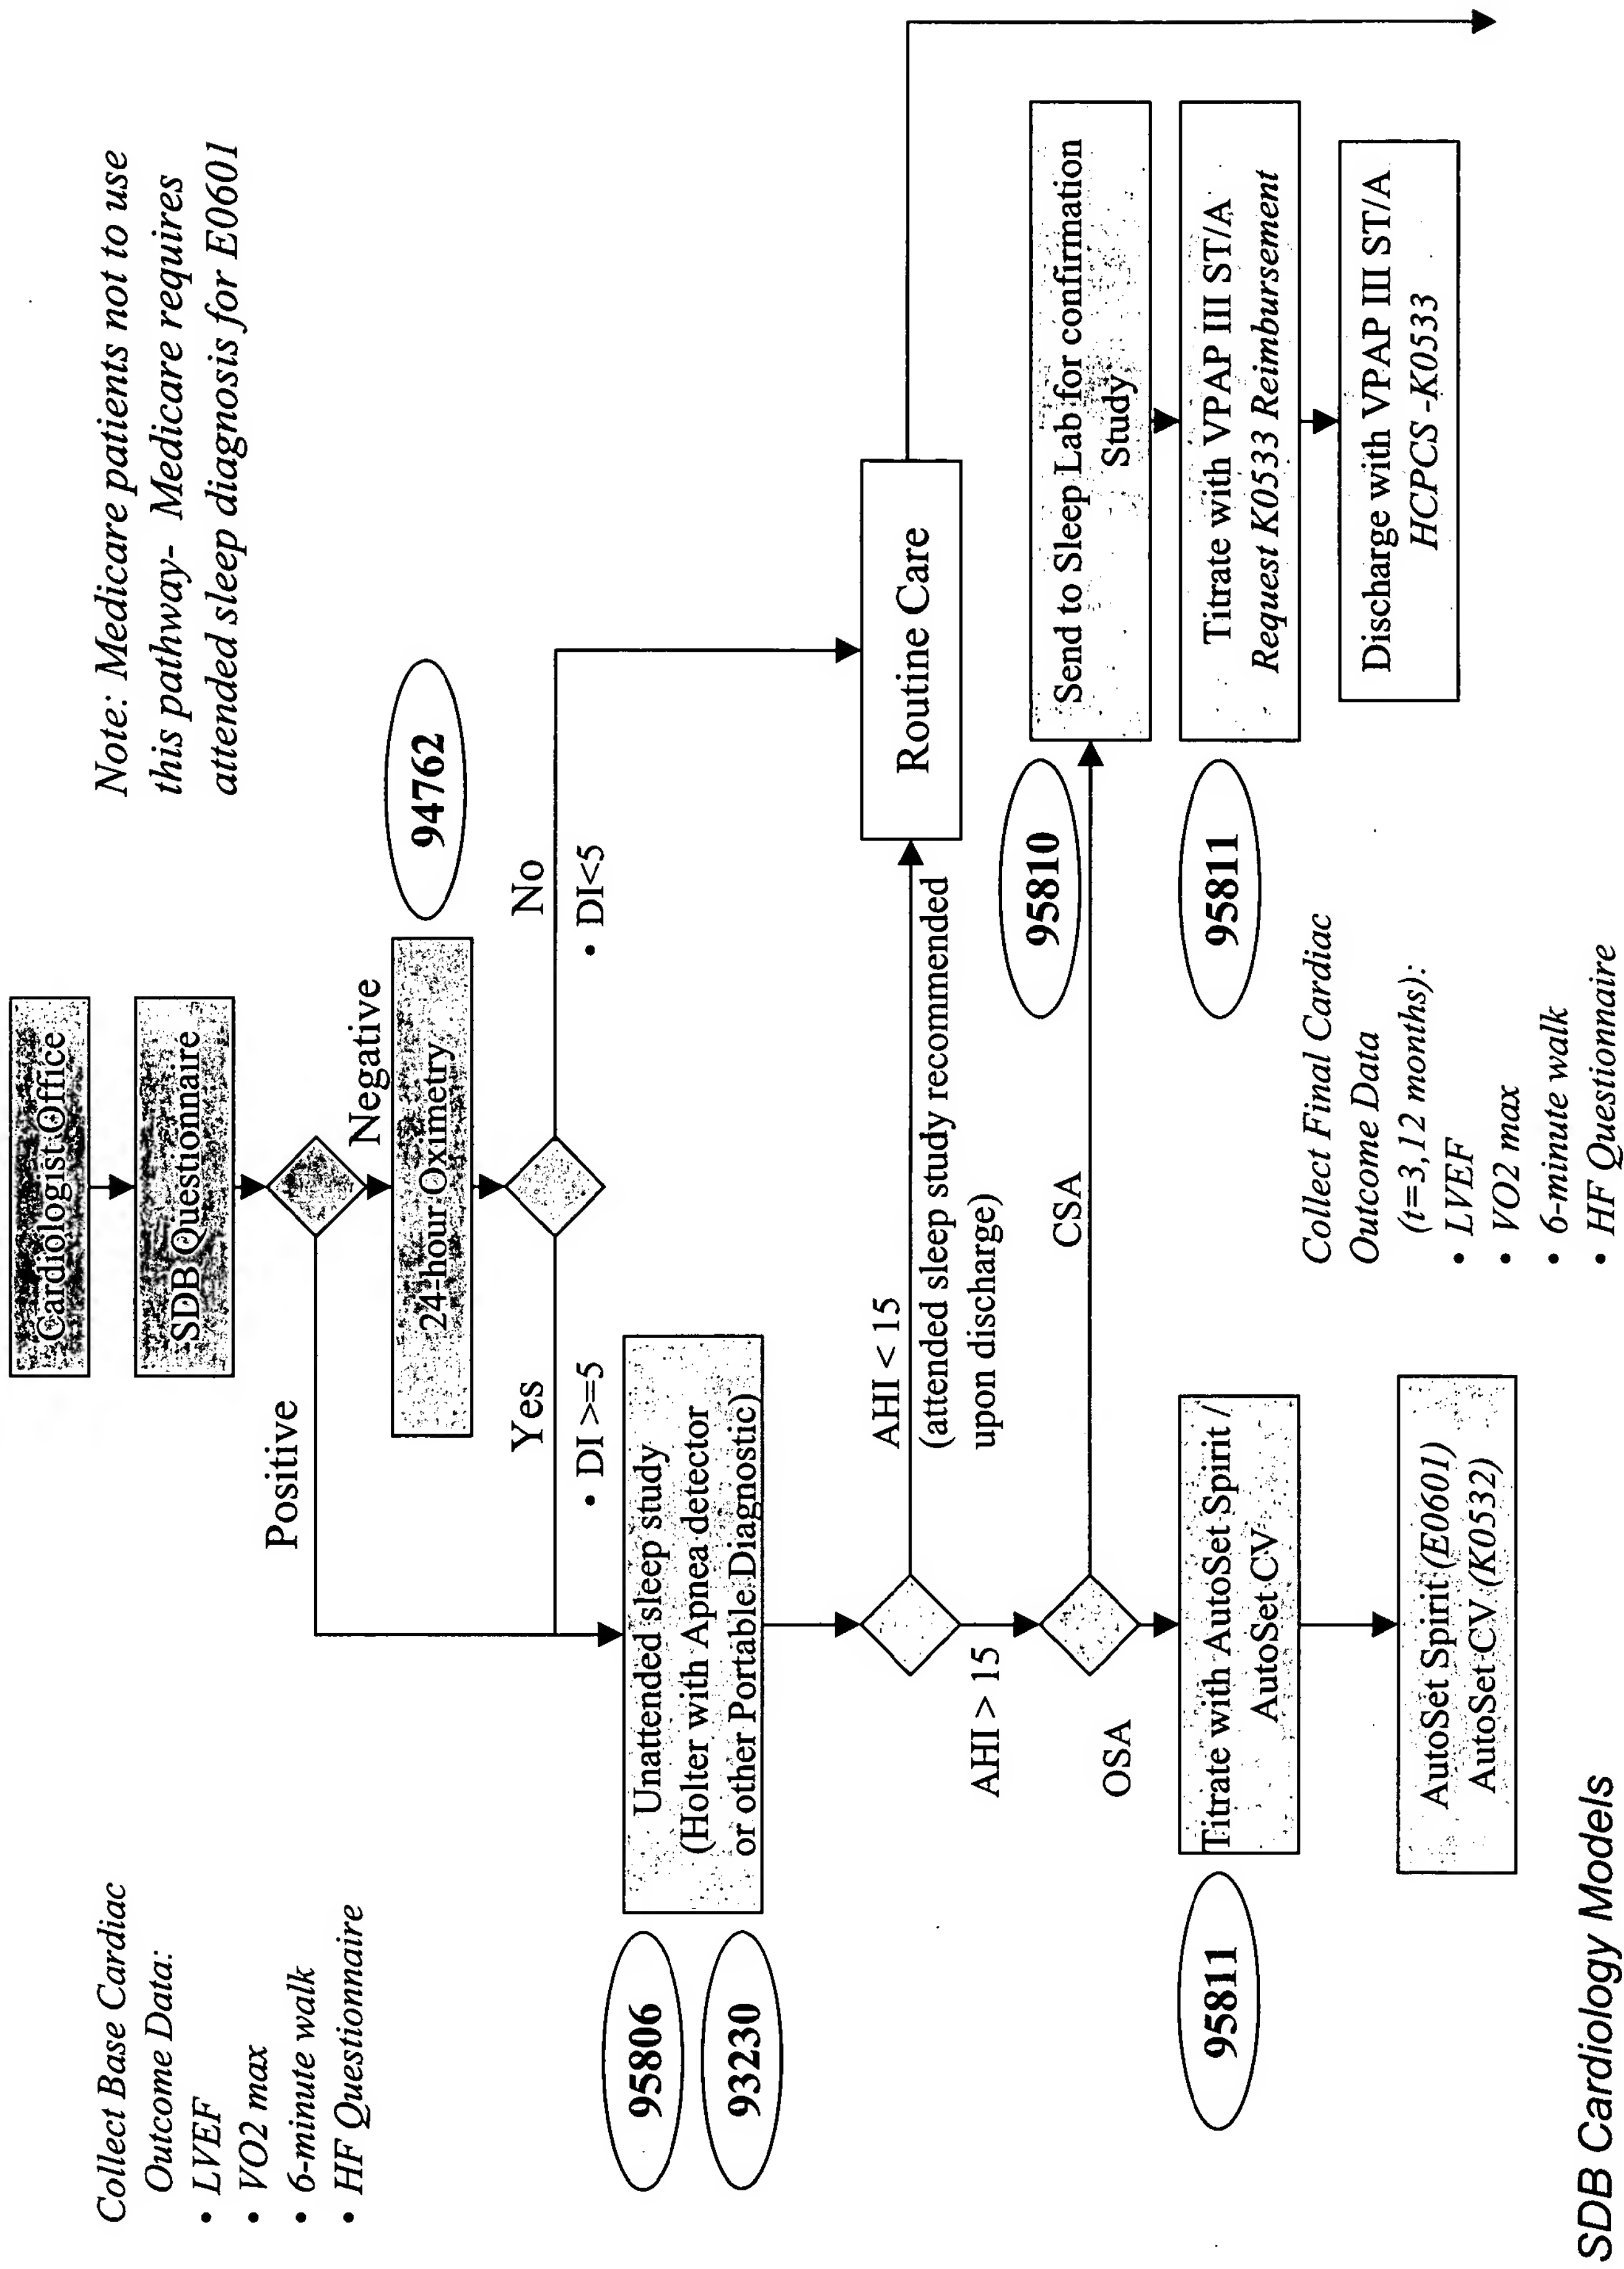 Cardiologist Office
SDB Questionnaire
Collect Base Cardiac
Outcome Data:
• LVEF
• VO2 max
• 6-minute walk
• HF Questionnaire
Note: Medicare patients not to use
this pathway- Medicare requires
attended sleep diagnosis for E0601
Positive
Negative
24-hour Oximetry
94762
Yes
• DI >=5
No
• DI<5
95806
93230
Unattended sleep study
(Holter with Apnea detector
or other Portable Diagnostic)
AHI < 15
(attended sleep study recommended
upon discharge)
Routine Care
AHI > 15
OSA
CSA
95810
Send to Sleep Lab for confirmation
Study
95811
Titrate with AutoSet Spirit /
AutoSet CV
95811
Titrate with VPAP III ST/A
Request K0533 Reimbursement
Discharge with VPAP III ST/A
HCPCS -K0533
AutoSet Spirit (E0601)
AutoSet CV (K0532)
Collect Final Cardiac
Outcome Data
(t=3,12 months):
• LVEF
• VO2 max
• 6-minute walk
• HF Questionnaire
SDB Cardiology Models